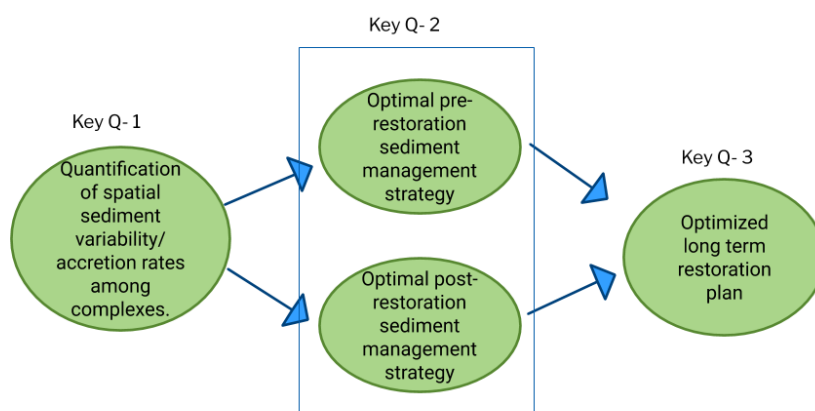 Key Q- 1
Quantification
of spatial
sediment
variability/
accretion rates
among
complexes.
Key Q- 2
Optimal pre-
restoration
sediment
management
strategy
Optimal post-
restoration
sediment
management
strategy
Key Q- 3
Optimized
long term
restoration
plan